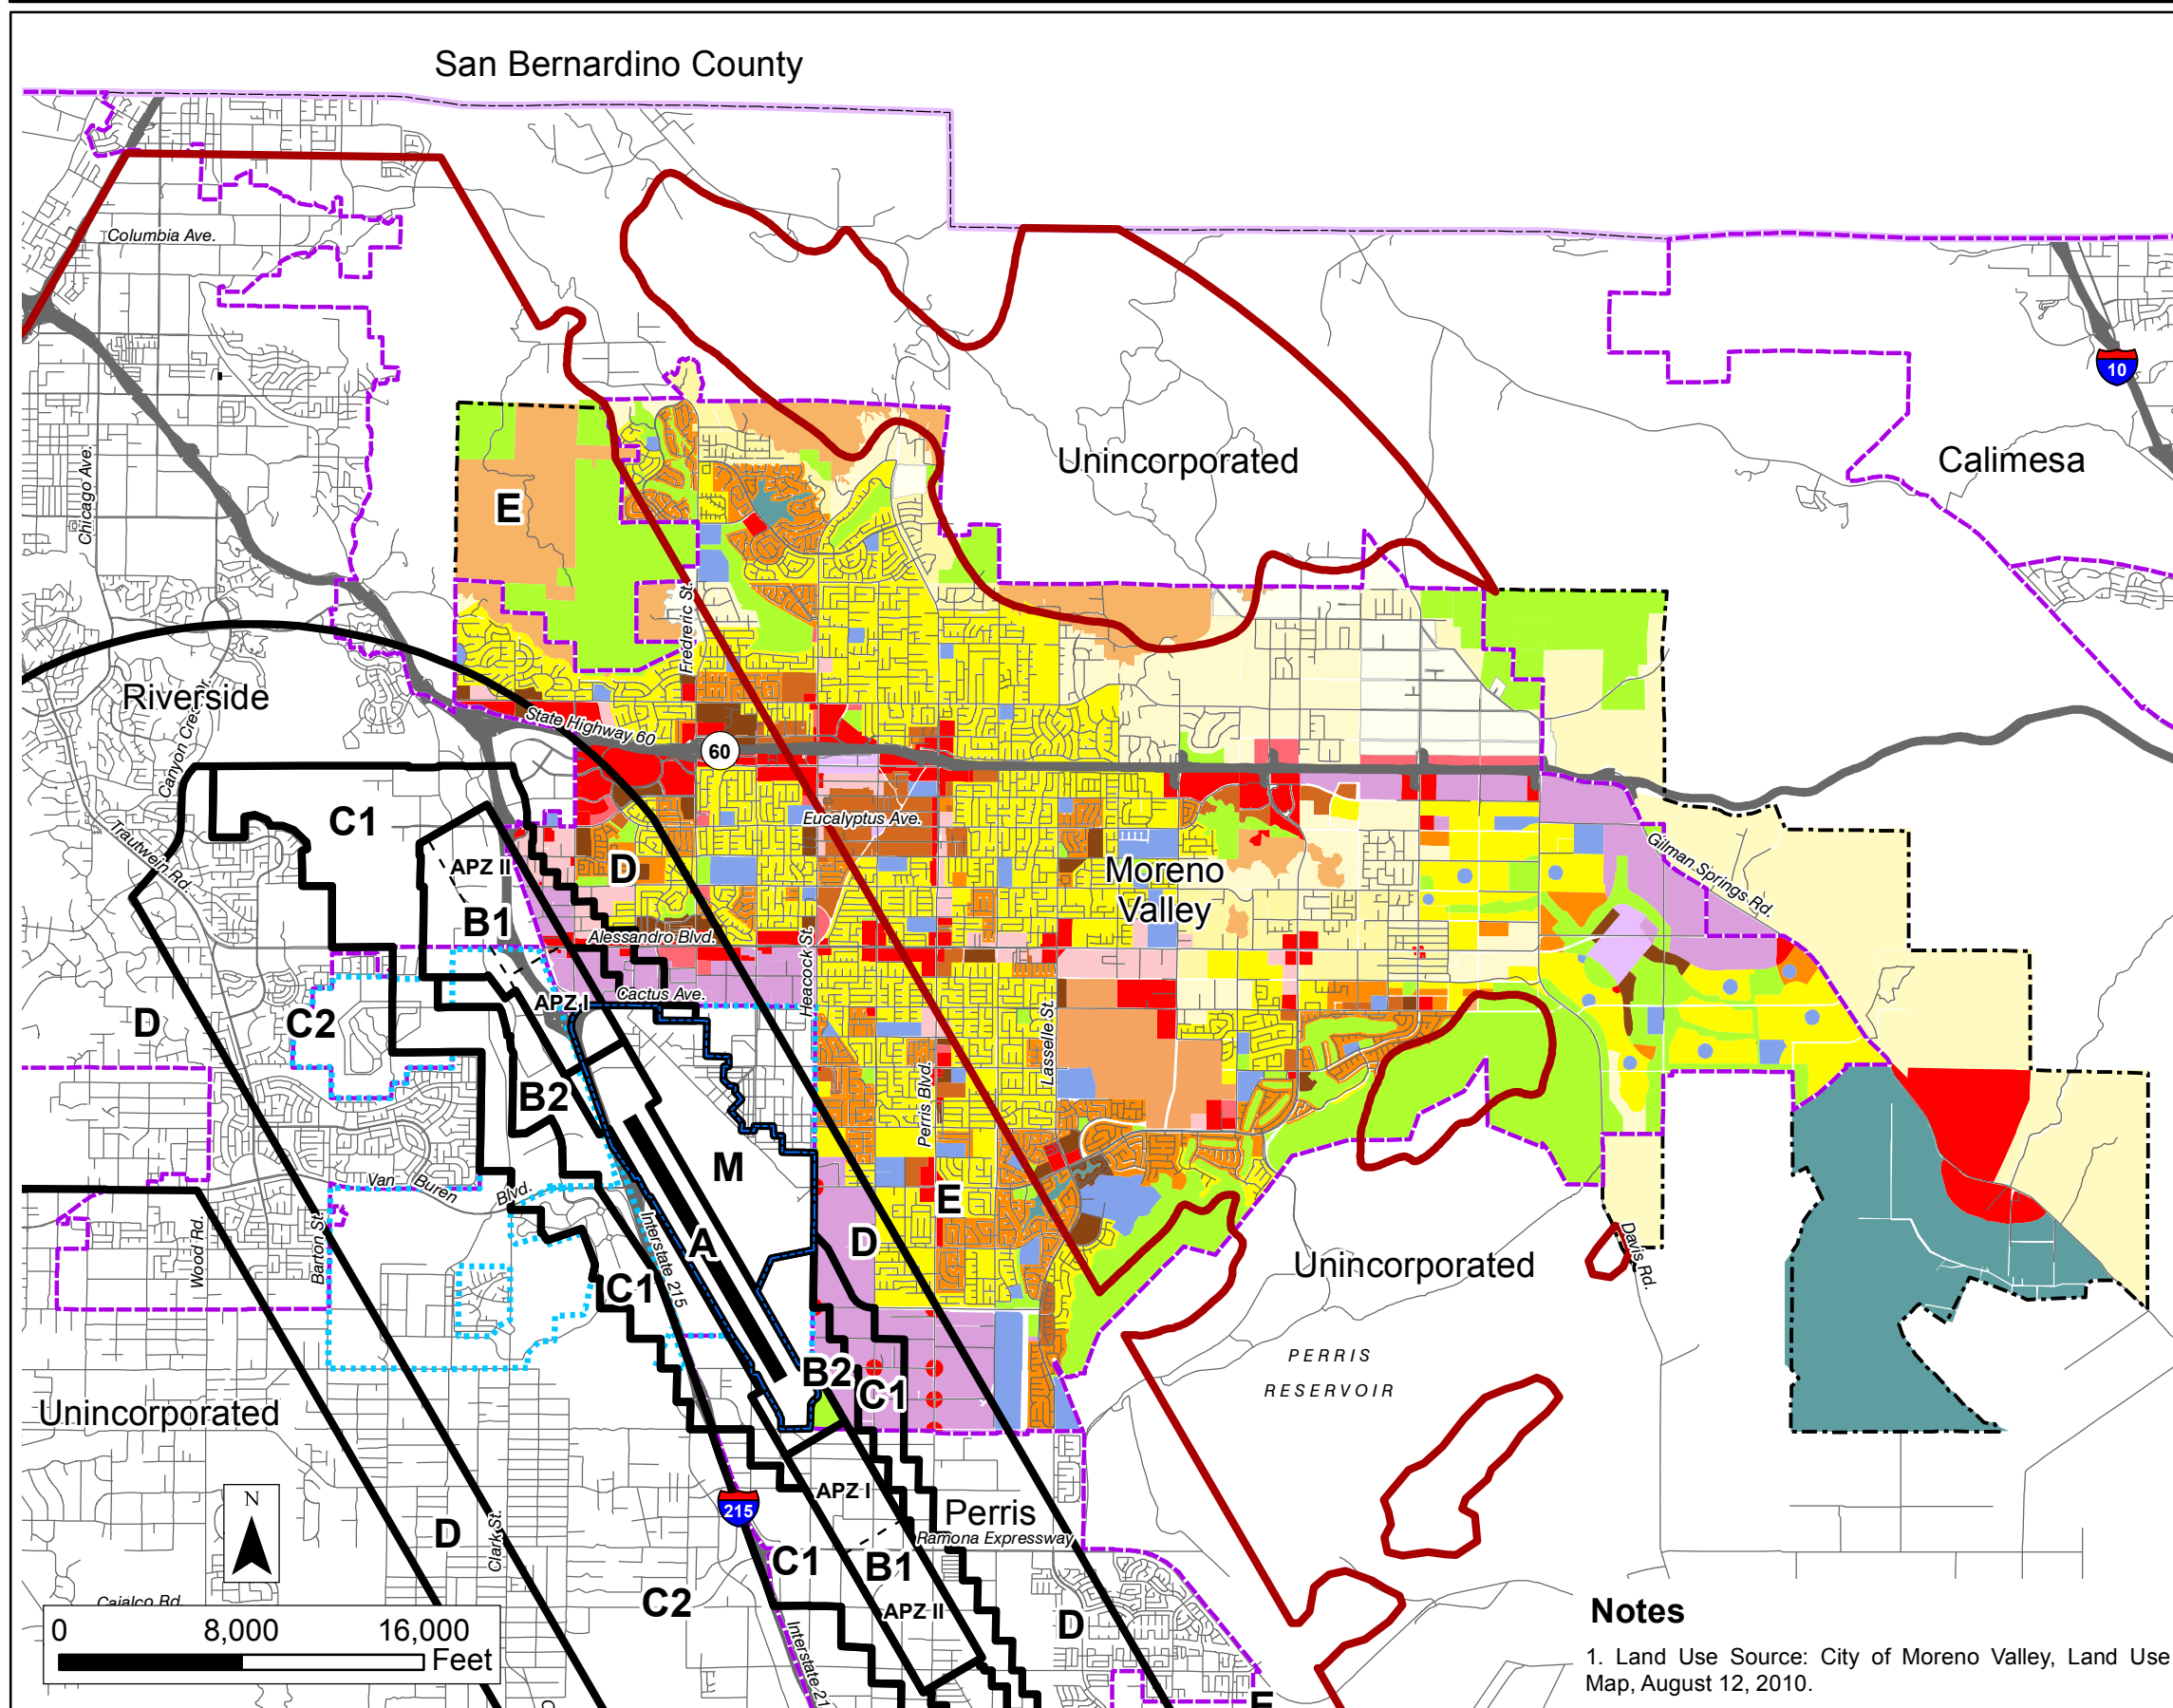 San Bernardino County
Columbia Ave.
10
Chicago Ave.
Unincorporated
Calimesa
E
Frederic St.
Riverside
State Highway 60
60
C1
Trautwein Rd.
APZ II
D
Eucalyptus Ave.
Moreno
Valley
Gilman Springs Rd.
B1
Alessandro Blvd.
Heacock St.
APZ I
Cactus Ave.
D
C2
Lasselle St.
B2
Perris Blvd.
M
Van Buren
Blvd.
E
Wood Rd.
Barton St.
Interstate 215
A
D
C1
Unincorporated
Davis Rd.
PERRIS
RESERVOIR
B2
C1
Unincorporated
N
215
APZ I
Perris
Ramona Expressway
D
Clark St.
C1
B1
C2
APZ II
D
Cajalco Rd.
0 8,000 16,000
Feet
Notes
1. Land Use Source: City of Moreno Valley, Land Use
Map, August 12, 2010.